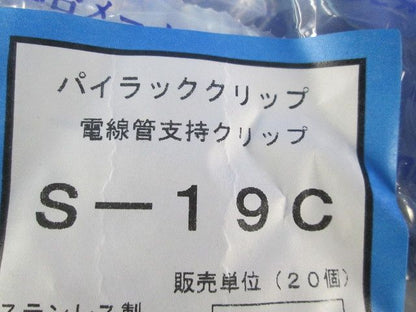 パイラッククリップ
電線管支持クリップ
S-19C
販売単位(20個)
ステンレス製